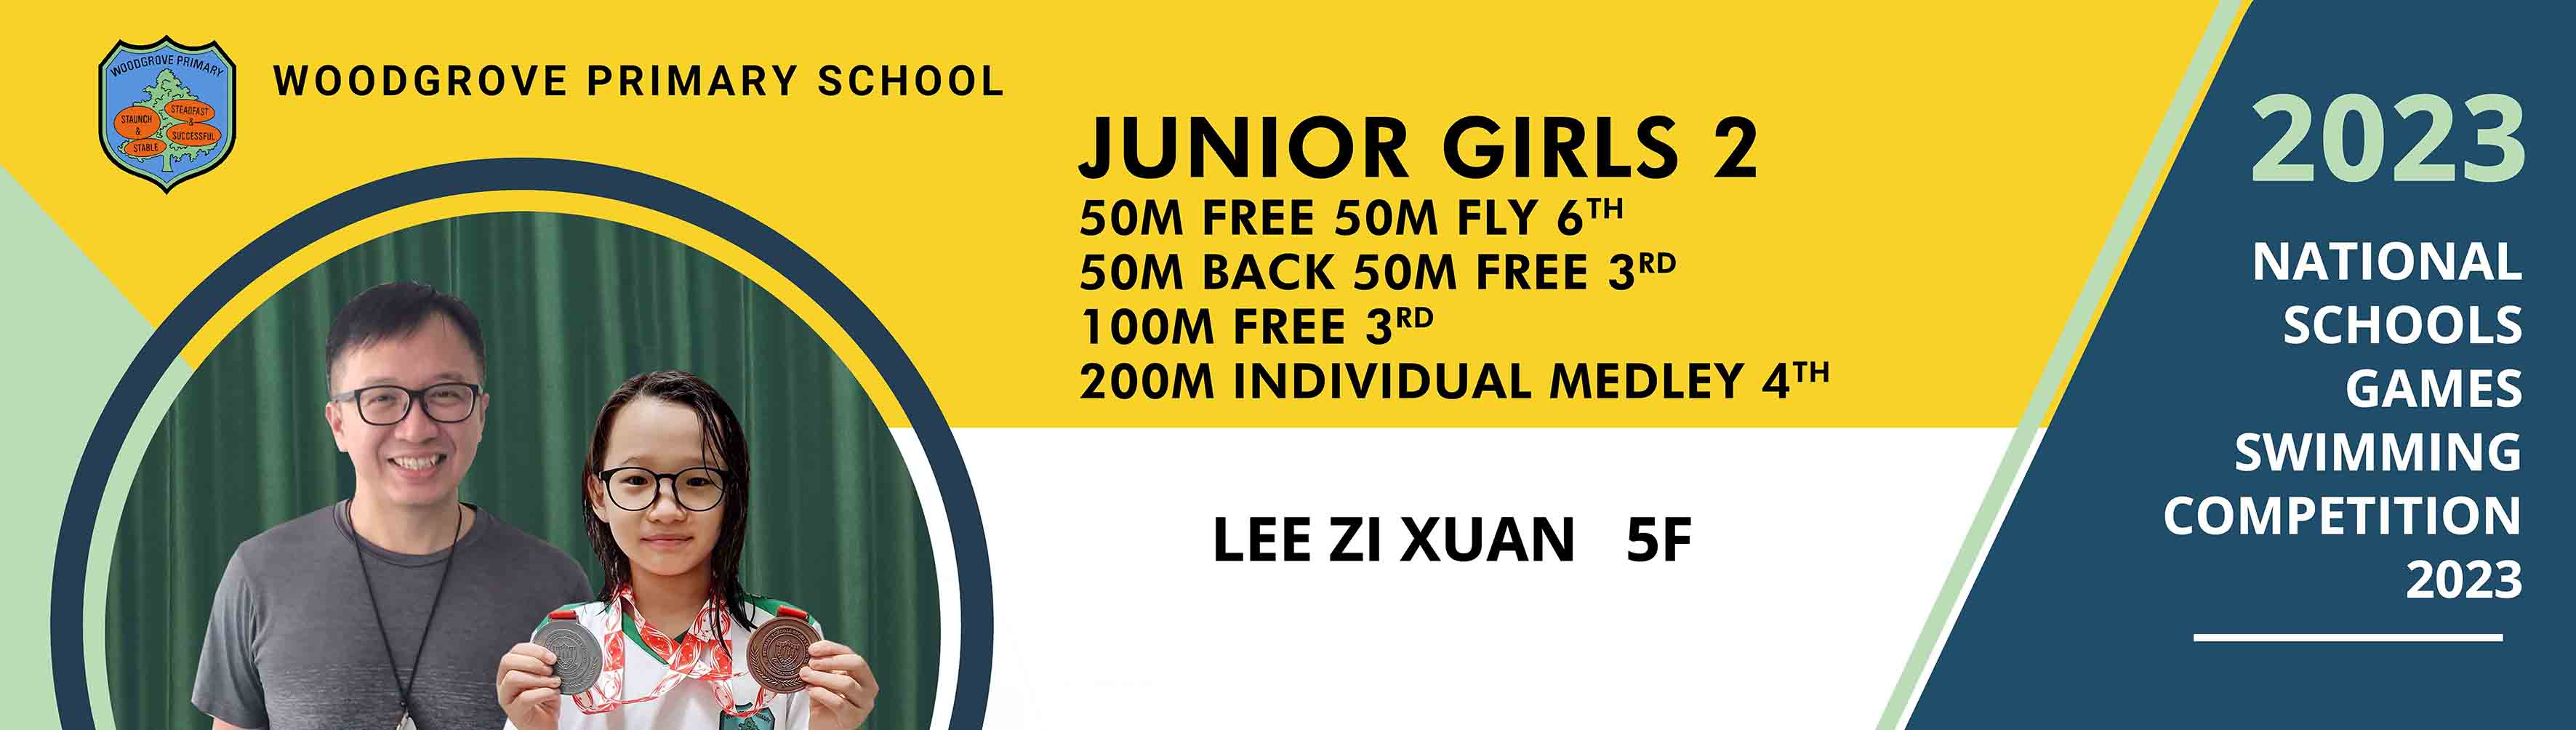 WOODGROVE PRIMARY
STEADFAST
STAUNCH
&
&
SUCCESSFUL
STABLE
WOODGROVE PRIMARY SCHOOL
JUNIOR GIRLS 2
50M FREE 50M FLY 6TH
50M BACK 50M FREE 3RD
100M FREE 3RD
200M INDIVIDUAL MEDLEY 4TH
LEE ZI XUAN 5F
2023
NATIONAL
SCHOOLS
GAMES
SWIMMING
COMPETITION
2023